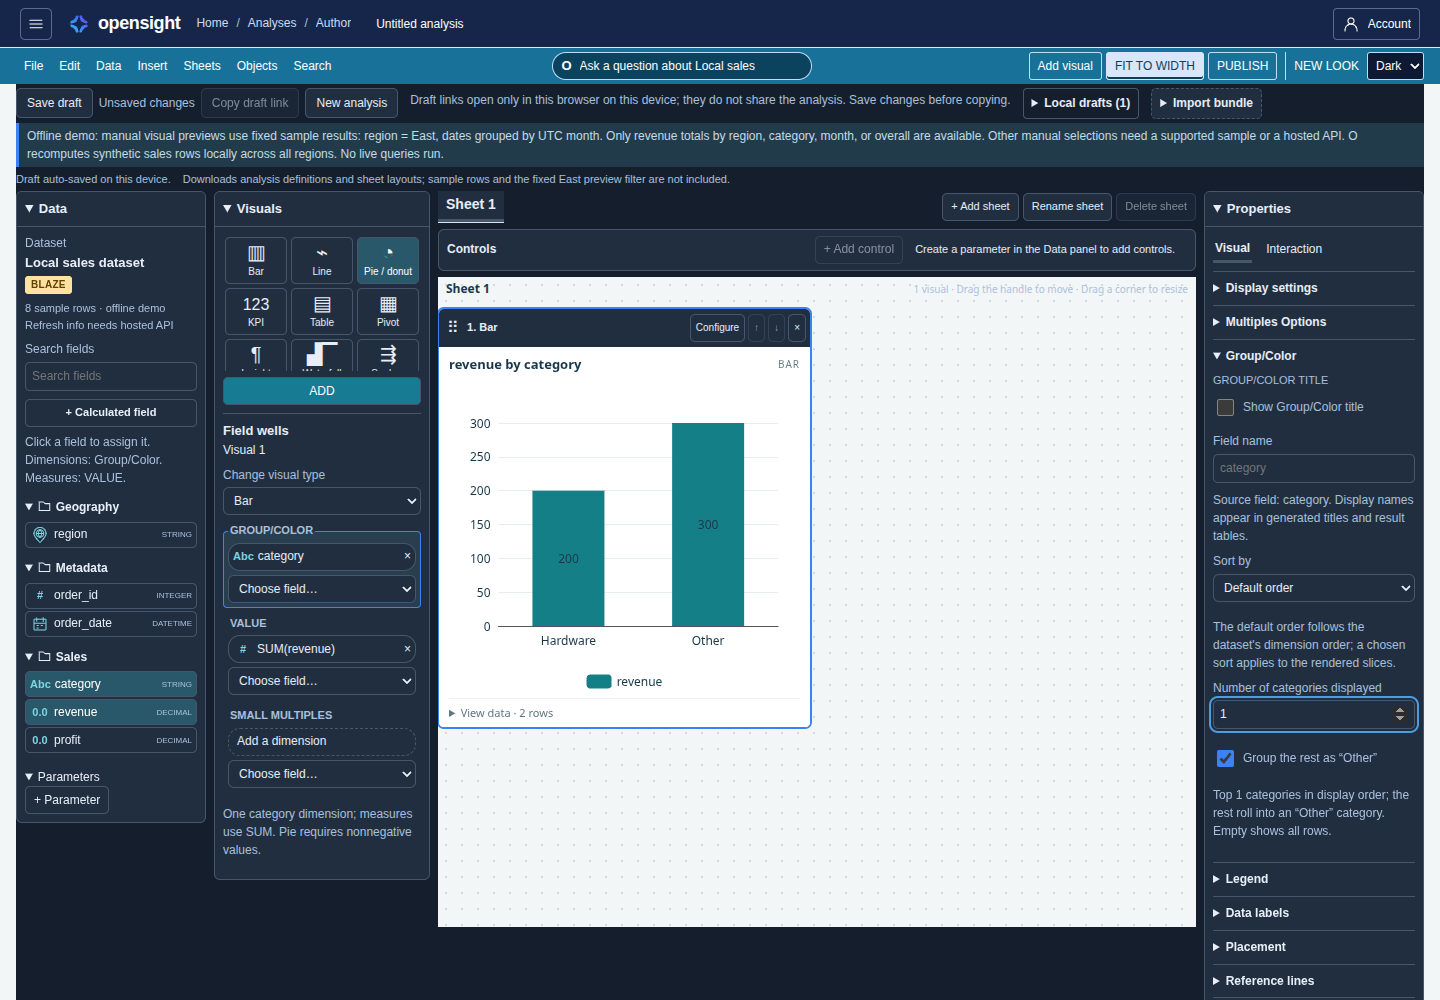 opensight
Home / Analyses / Author
Untitled analysis
Account
File Edit Data Insert Sheets Objects Search
Ask a question about Local sales
Add visual
FIT TO WIDTH
PUBLISH
NEW LOOK
Dark
Save draft
Unsaved changes
Copy draft link
New analysis
Draft links open only in this browser on this device; they do not share the analysis. Save changes before copying.
Local drafts (1)
Import bundle
Offline demo: manual visual previews use fixed sample results: region = East, dates grouped by UTC month. Only revenue totals by region, category, month, or overall are available. Other manual selections need a supported sample or a hosted API. O
recomputes synthetic sales rows locally across all regions. No live queries run.
Draft auto-saved on this device. Downloads analysis definitions and sheet layouts; sample rows and the fixed East preview filter are not included.
Data
Dataset
Local sales dataset
BLAZE
8 sample rows · offline demo
Refresh info needs hosted API
Search fields
Search fields
+ Calculated field
Click a field to assign it.
Dimensions: Group/Color.
Measures: VALUE.
Geography
region STRING
Metadata
# order_id INTEGER
order_date DATETIME
Sales
Abc category STRING
0.0 revenue DECIMAL
0.0 profit DECIMAL
Parameters
+ Parameter
Visuals
Bar
Line
Pie / donut
123
KPI
Table
Pivot
¶
ADD
Field wells
Visual 1
Change visual type
Bar
GROUP/COLOR
Abc category ×
Choose field…
VALUE
# SUM(revenue) ×
Choose field…
SMALL MULTIPLES
Add a dimension
Choose field…
One category dimension; measures
use SUM. Pie requires nonnegative
values.
Sheet 1
+ Add sheet
Rename sheet
Delete sheet
Controls
+ Add control
Create a parameter in the Data panel to add controls.
Sheet 1
1 visual · Drag the handle to move · Drag a corner to resize
1. Bar
Configure ↑ ↓ ×
revenue by category
BAR
300
250
200
150
100
50
0
200
300
Hardware
Other
revenue
View data · 2 rows
Properties
Visual
Interaction
Display settings
Multiples Options
Group/Color
GROUP/COLOR TITLE
Show Group/Color title
Field name
category
Source field: category. Display names
appear in generated titles and result
tables.
Sort by
Default order
The default order follows the
dataset's dimension order; a chosen
sort applies to the rendered slices.
Number of categories displayed
1
Group the rest as “Other”
Top 1 categories in display order; the
rest roll into an “Other” category.
Empty shows all rows.
Legend
Data labels
Placement
Reference lines